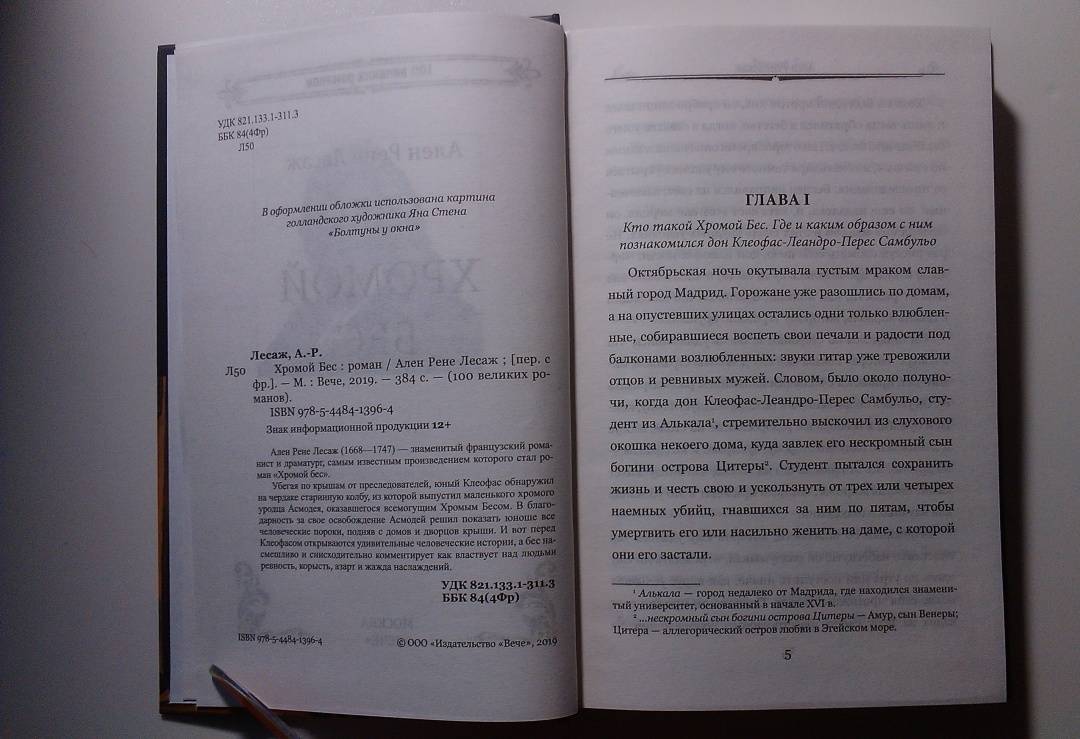 УДК 821.133.1-311.3
ББК 84(4Фр)
Л50
В оформлении обложки использована картина
голландского художника Яна Стена
«Болтуны у окна»
Лесаж, А.-Р.
Л50 Хромой Бес : роман / Ален Рене Лесаж ; [пер. с
фр.]. — М. : Вече, 2019. — 384 с. — (100 великих ро-
манов).
ISBN 978-5-4484-1396-4
Знак информационной продукции 12+
Ален Рене Лесаж (1668—1747) — знаменитый французский рома-
нист и драматург, самым известным произведением которого стал ро-
ман «Хромой бес».
Убегая по крышам от преследователей, юный Клеофас обнаружил
на чердаке старинную колбу, из которой выпустил маленького хромого
уродца Асмодея, оказавшегося всемогущим Хромым Бесом. В благо-
дарность за свое освобождение Асмодей решил показать юноше все
человеческие пороки, подняв с домов и дворцов крыши. И вот перед
Клеофасом открываются удивительные человеческие истории, а бес на-
смешливо и снисходительно комментирует как властвует над людьми
ревность, корысть, азарт и жажда наслаждений.
УДК 821.133.1-311.3
ББК 84(4Фр)
ISBN 978-5-4484-1396-4
© ООО «Издательство «Вече», 2019
ГЛАВА I
Кто такой Хромой Бес. Где и каким образом с ним
познакомился дон Клеофас-Леандро-Перес Самбульо
Октябрьская ночь окутывала густым мраком слав-
ный город Мадрид. Горожане уже разошлись по домам,
а на опустевших улицах остались одни только влюблен-
ные, собиравшиеся воспеть свои печали и радости под
балконами возлюбленных: звуки гитар уже тревожили
отцов и ревнивых мужей. Словом, было около полуно-
чи, когда дон Клеофас-Леандро-Перес Самбульо, сту-
дент из Алькала¹, стремительно выскочил из слухового
окошка некоего дома, куда завлек его нескромный сын
богини острова Цитеры². Студент пытался сохранить
жизнь и честь свою и ускользнуть от трех или четырех
наемных убийц, гнавшихся за ним по пятам, чтобы
умертвить его или насильно женить на даме, с которой
они его застали.
¹ Алькала — город недалеко от Мадрида, где находился знамени-
тый университет, основанный в начале XVI в.
² ...нескромный сын богини острова Цитеры — Амур, сын Венеры;
Цитера — аллегорический остров любви в Эгейском море.
5